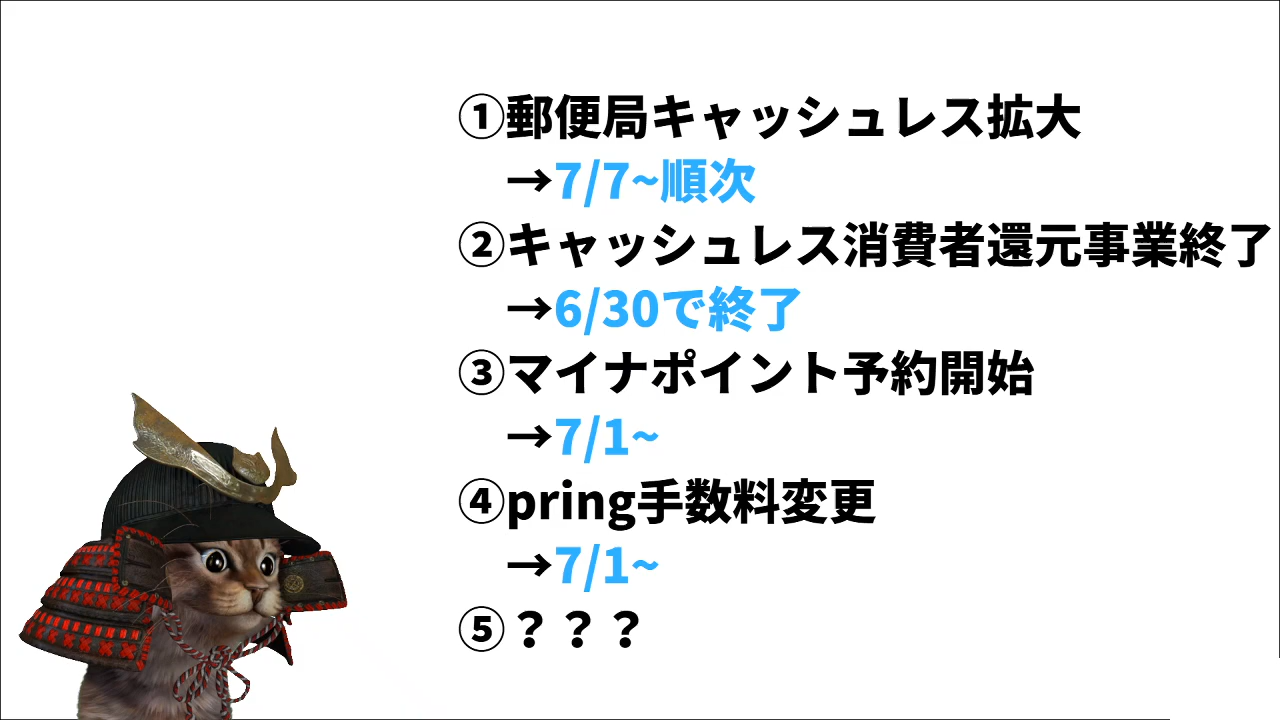 ①郵便局キャッシュレス拡大
→7/7~順次
②キャッシュレス消費者還元事業終了
→6/30で終了
③マイナポイント予約開始
→7/1~
④pring手数料変更
→7/1~
⑤？？？